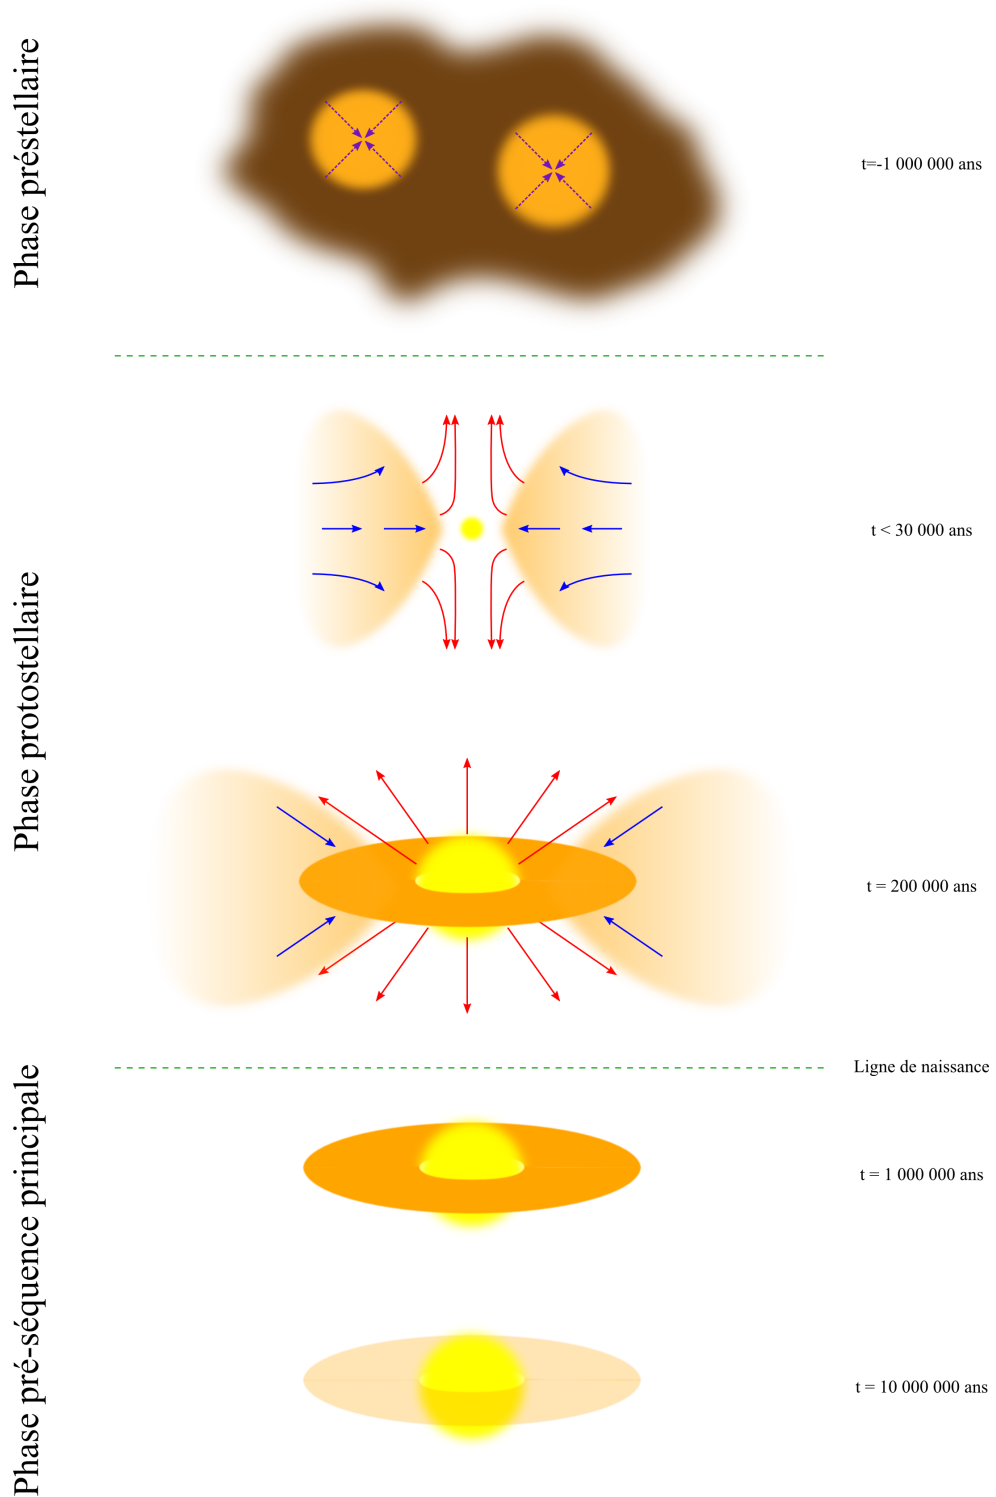 Phase préstellaire
t=-1 000 000 ans
Phase protostellaire
t < 30 000 ans
t = 200 000 ans
Ligne de naissance
Phase pré-séquence principale
t = 1 000 000 ans
t = 10 000 000 ans